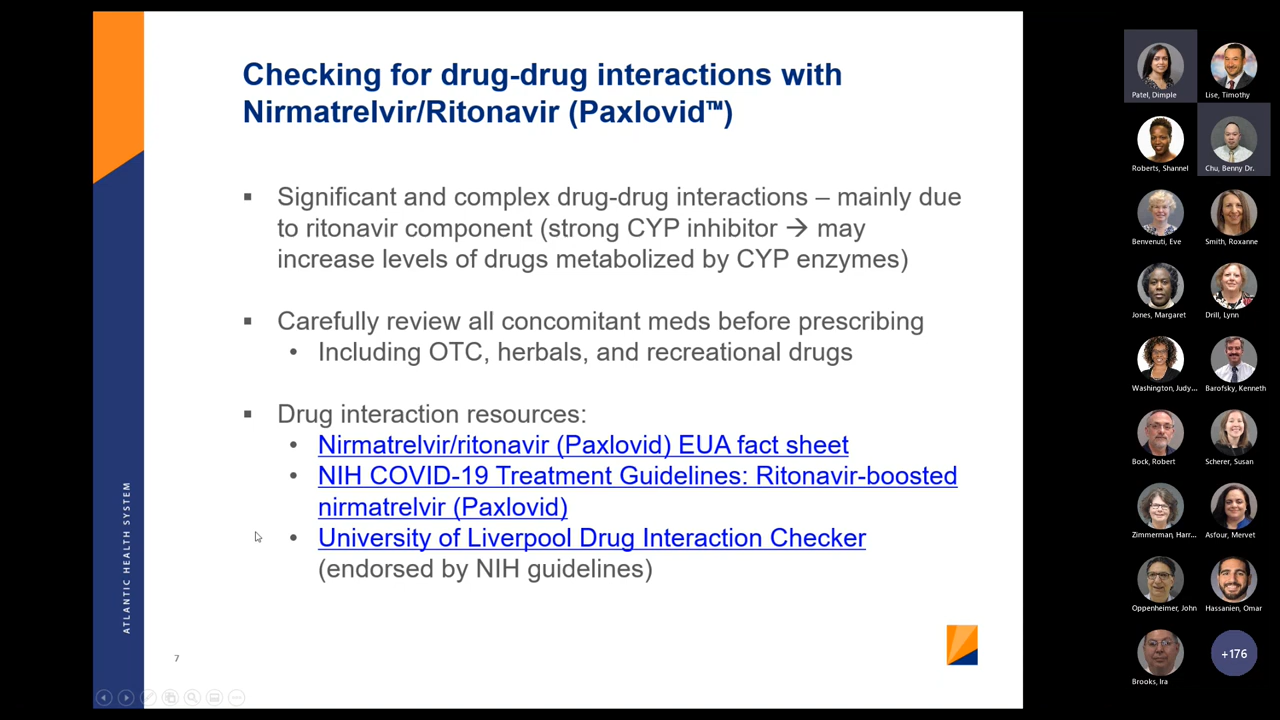 Checking for drug-drug interactions with
Nirmatrelvir/Ritonavir (Paxlovid™)
▪ Significant and complex drug-drug interactions – mainly due
to ritonavir component (strong CYP inhibitor → may
increase levels of drugs metabolized by CYP enzymes)
▪ Carefully review all concomitant meds before prescribing
• Including OTC, herbals, and recreational drugs
▪ Drug interaction resources:
• Nirmatrelvir/ritonavir (Paxlovid) EUA fact sheet
• NIH COVID-19 Treatment Guidelines: Ritonavir-boosted
nirmatrelvir (Paxlovid)
• University of Liverpool Drug Interaction Checker
(endorsed by NIH guidelines)
ATLANTIC HEALTH SYSTEM
7
Patel, Dimple
Lise, Timothy
Roberts, Shannel
Chu, Benny Dr.
Benvenuti, Eve
Smith, Roxanne
Jones, Margaret
Drill, Lynn
Washington, Judy...
Barofsky, Kenneth
Bock, Robert
Scherer, Susan
Zimmerman, Harr...
Asfour, Mervet
Oppenheimer, John
Hassanien, Omar
Brooks, Ira
+176